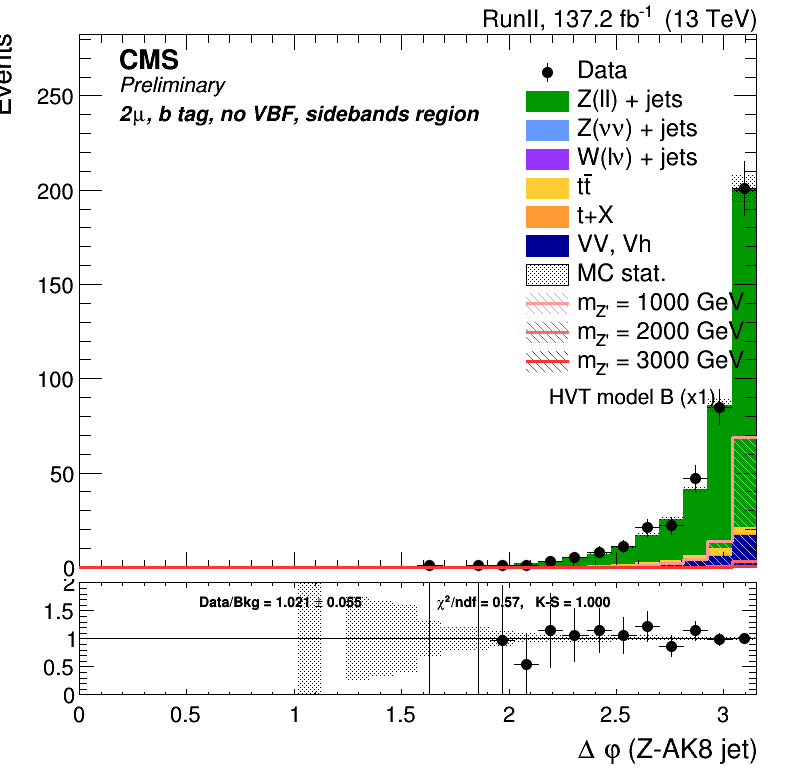 RunII, 137.2 fb⁻¹ (13 TeV)
Events
CMS
Preliminary
2μ, b tag, no VBF, sidebands region
Data
Z(ll) + jets
Z(νν) + jets
W(lν) + jets
tt̄
t+X
VV, Vh
MC stat.
m_Z' = 1000 GeV
m_Z' = 2000 GeV
m_Z' = 3000 GeV
HVT model B (x1)
250
200
150
100
50
0
2
1.5
1
0.5
0
Data/Bkg = 1.021 ± 0.055
χ²/ndf = 0.57, K-S = 1.000
0 0.5 1 1.5 2 2.5 3
Δ φ (Z-AK8 jet)